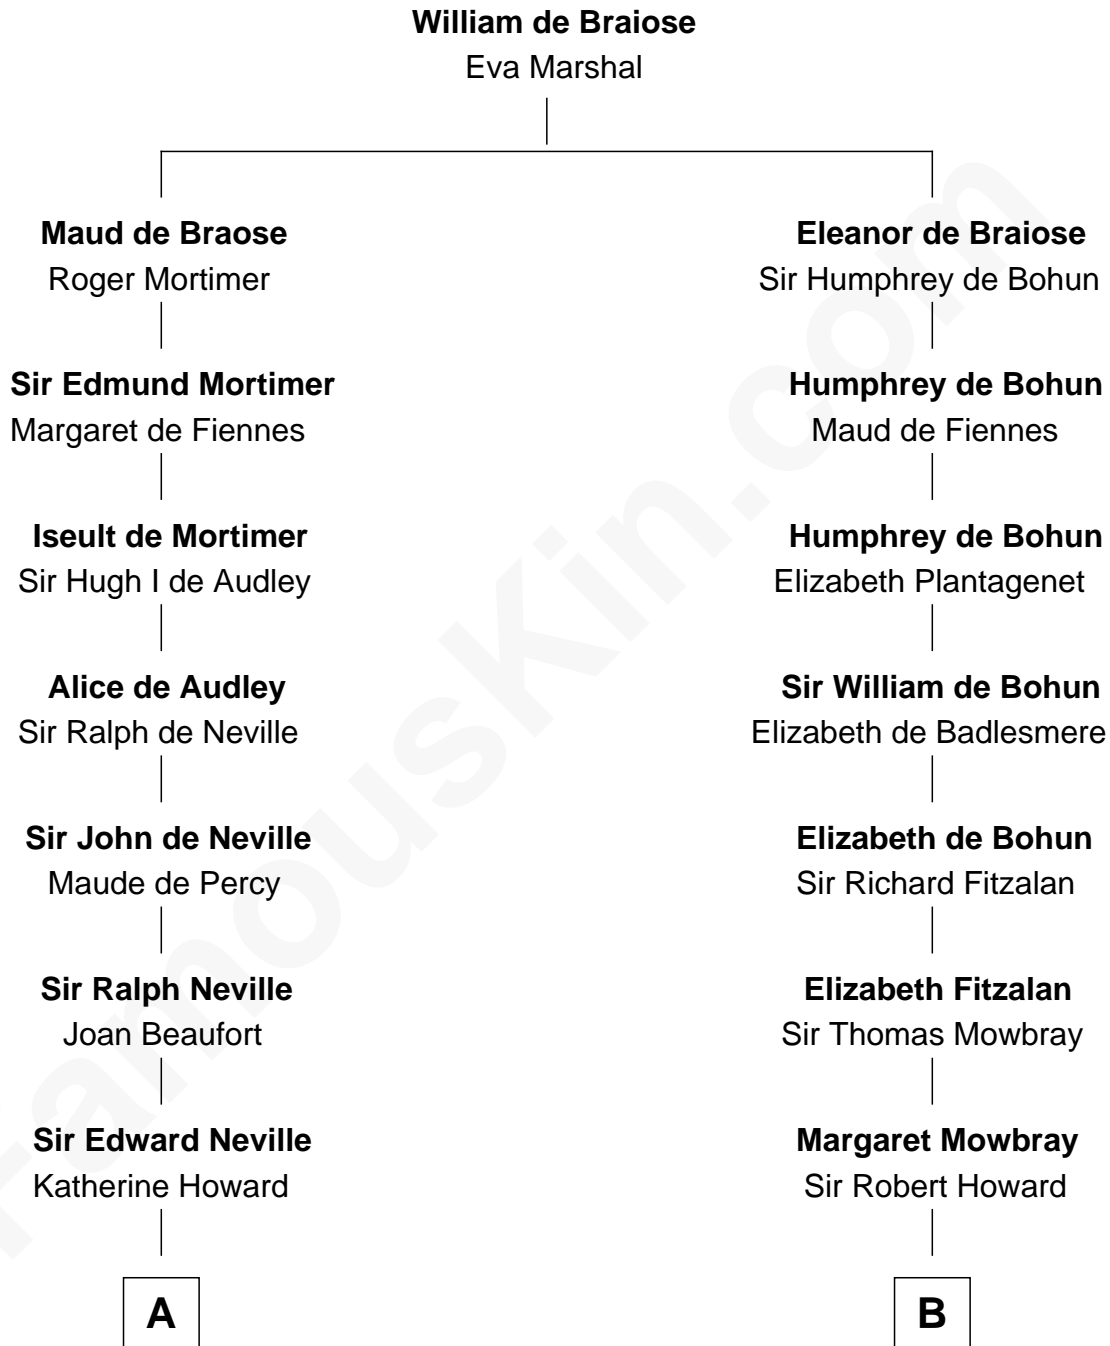 William de Braiose
Eva Marshal
Maud de Braose
Roger Mortimer
Eleanor de Braiose
Sir Humphrey de Bohun
Sir Edmund Mortimer
Margaret de Fiennes
Humphrey de Bohun
Maud de Fiennes
Iseult de Mortimer
Sir Hugh I de Audley
Humphrey de Bohun
Elizabeth Plantagenet
Alice de Audley
Sir Ralph de Neville
Sir William de Bohun
Elizabeth de Badlesmere
Sir John de Neville
Maude de Percy
Elizabeth de Bohun
Sir Richard Fitzalan
Sir Ralph Neville
Joan Beaufort
Elizabeth Fitzalan
Sir Thomas Mowbray
Sir Edward Neville
Katherine Howard
Margaret Mowbray
Sir Robert Howard
A
B
FamousKin.com